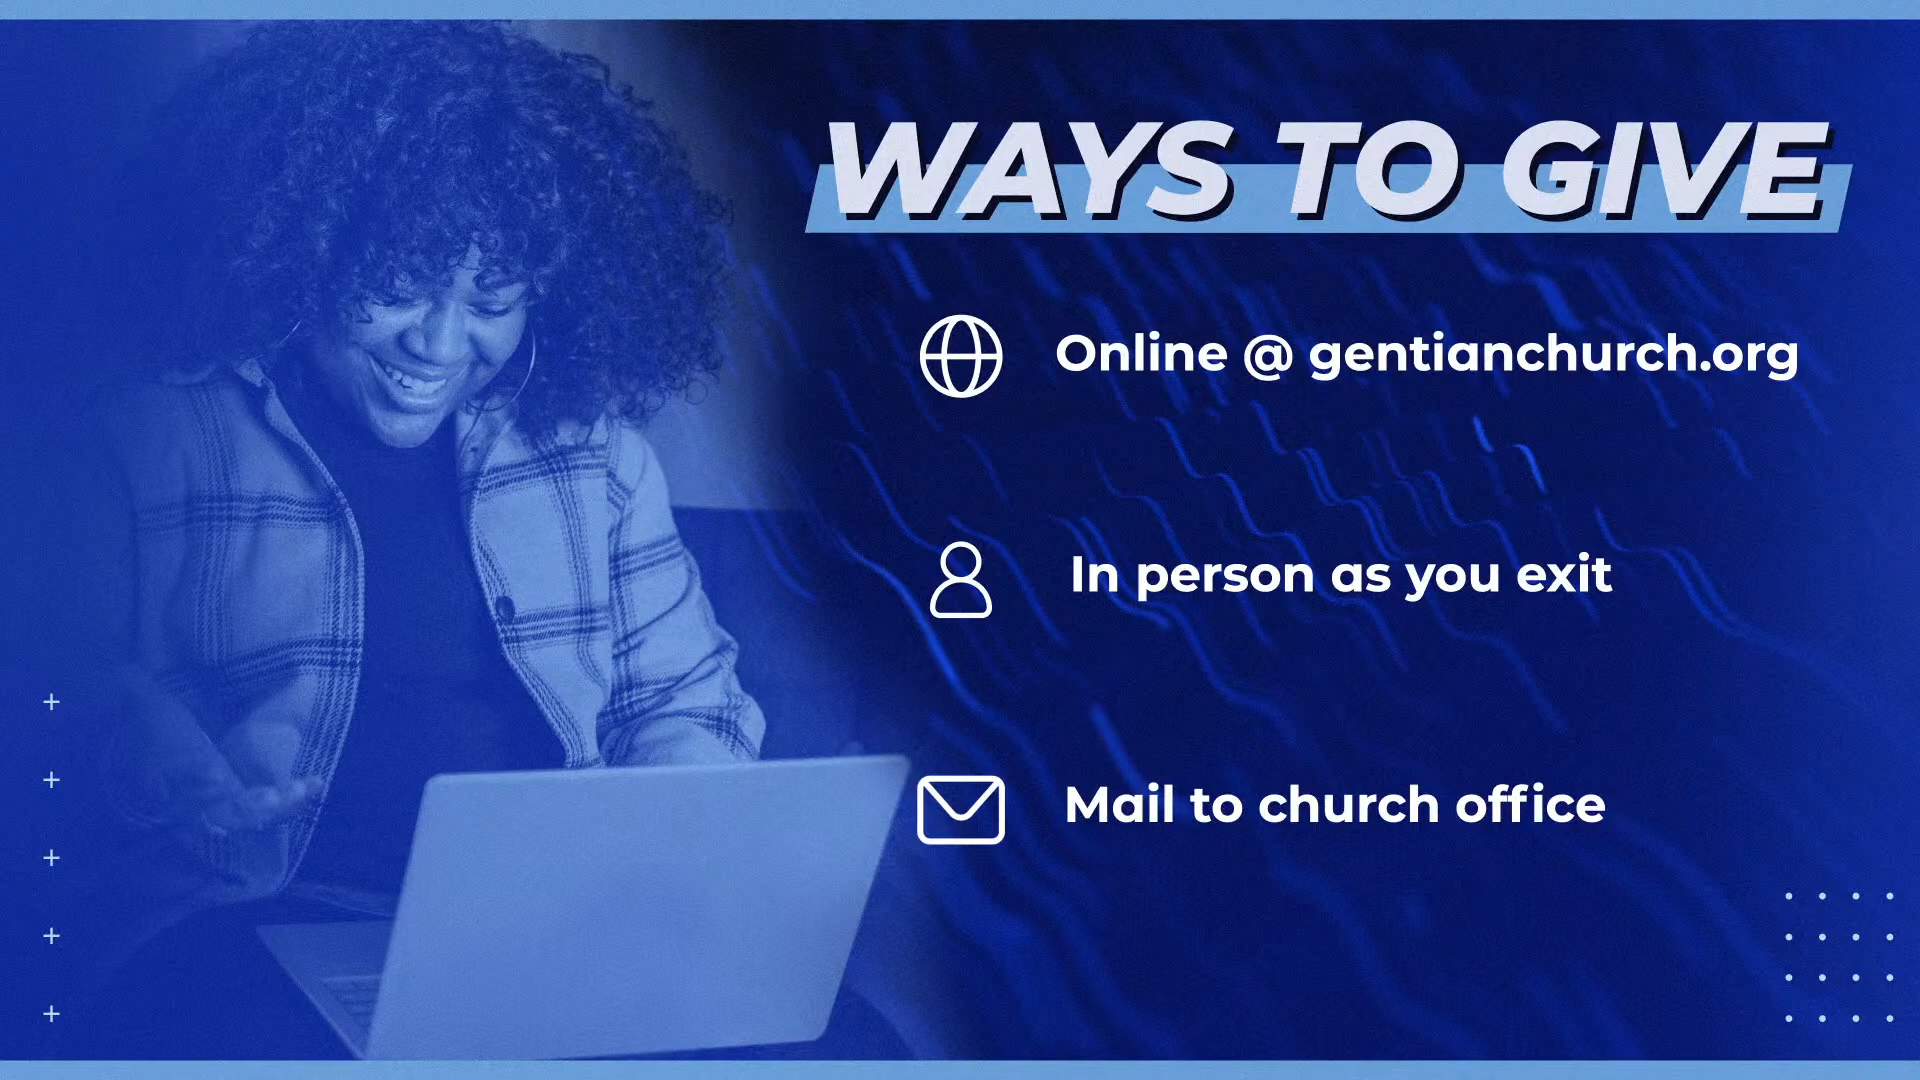 WAYS TO GIVE
Online @ gentianchurch.org
In person as you exit
Mail to church office